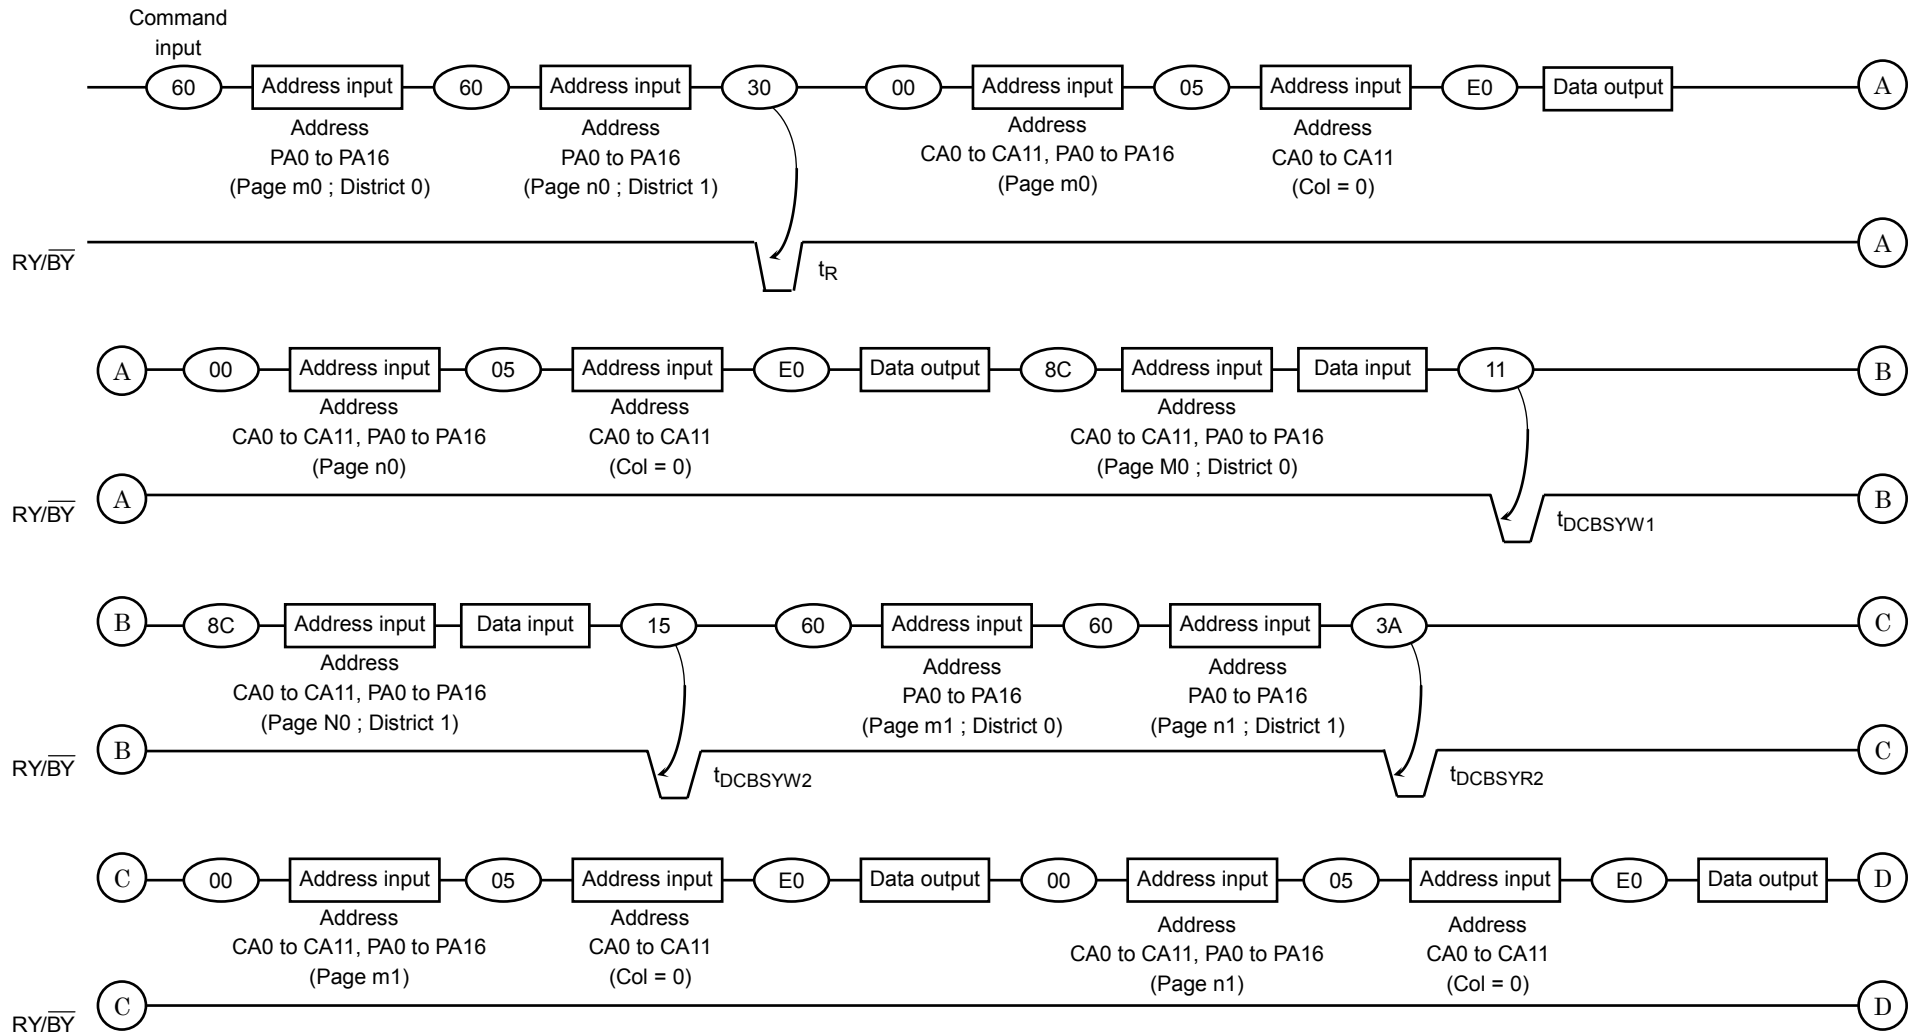 Command
input
60 Address input 60 Address input 30 00 Address input 05 Address input E0 Data output A
Address Address Address Address
PA0 to PA16 PA0 to PA16 CA0 to CA11, PA0 to PA16 CA0 to CA11
(Page m0 ; District 0) (Page n0 ; District 1) (Page m0) (Col = 0)
RY/BY tR A
A 00 Address input 05 Address input E0 Data output 8C Address input Data input 11 B
Address Address Address
CA0 to CA11, PA0 to PA16 CA0 to CA11 CA0 to CA11, PA0 to PA16
(Page n0) (Col = 0) (Page M0 ; District 0)
RY/BY A tDCBSYW1 B
B 8C Address input Data input 15 60 Address input 60 Address input 3A C
Address Address Address
CA0 to CA11, PA0 to PA16 PA0 to PA16 PA0 to PA16
(Page N0 ; District 1) (Page m1 ; District 0) (Page n1 ; District 1)
RY/BY B tDCBSYW2 tDCBSYR2 C
C 00 Address input 05 Address input E0 Data output 00 Address input 05 Address input E0 Data output D
Address Address Address Address
CA0 to CA11, PA0 to PA16 CA0 to CA11 CA0 to CA11, PA0 to PA16 CA0 to CA11
(Page m1) (Col = 0) (Page n1) (Col = 0)
RY/BY C D